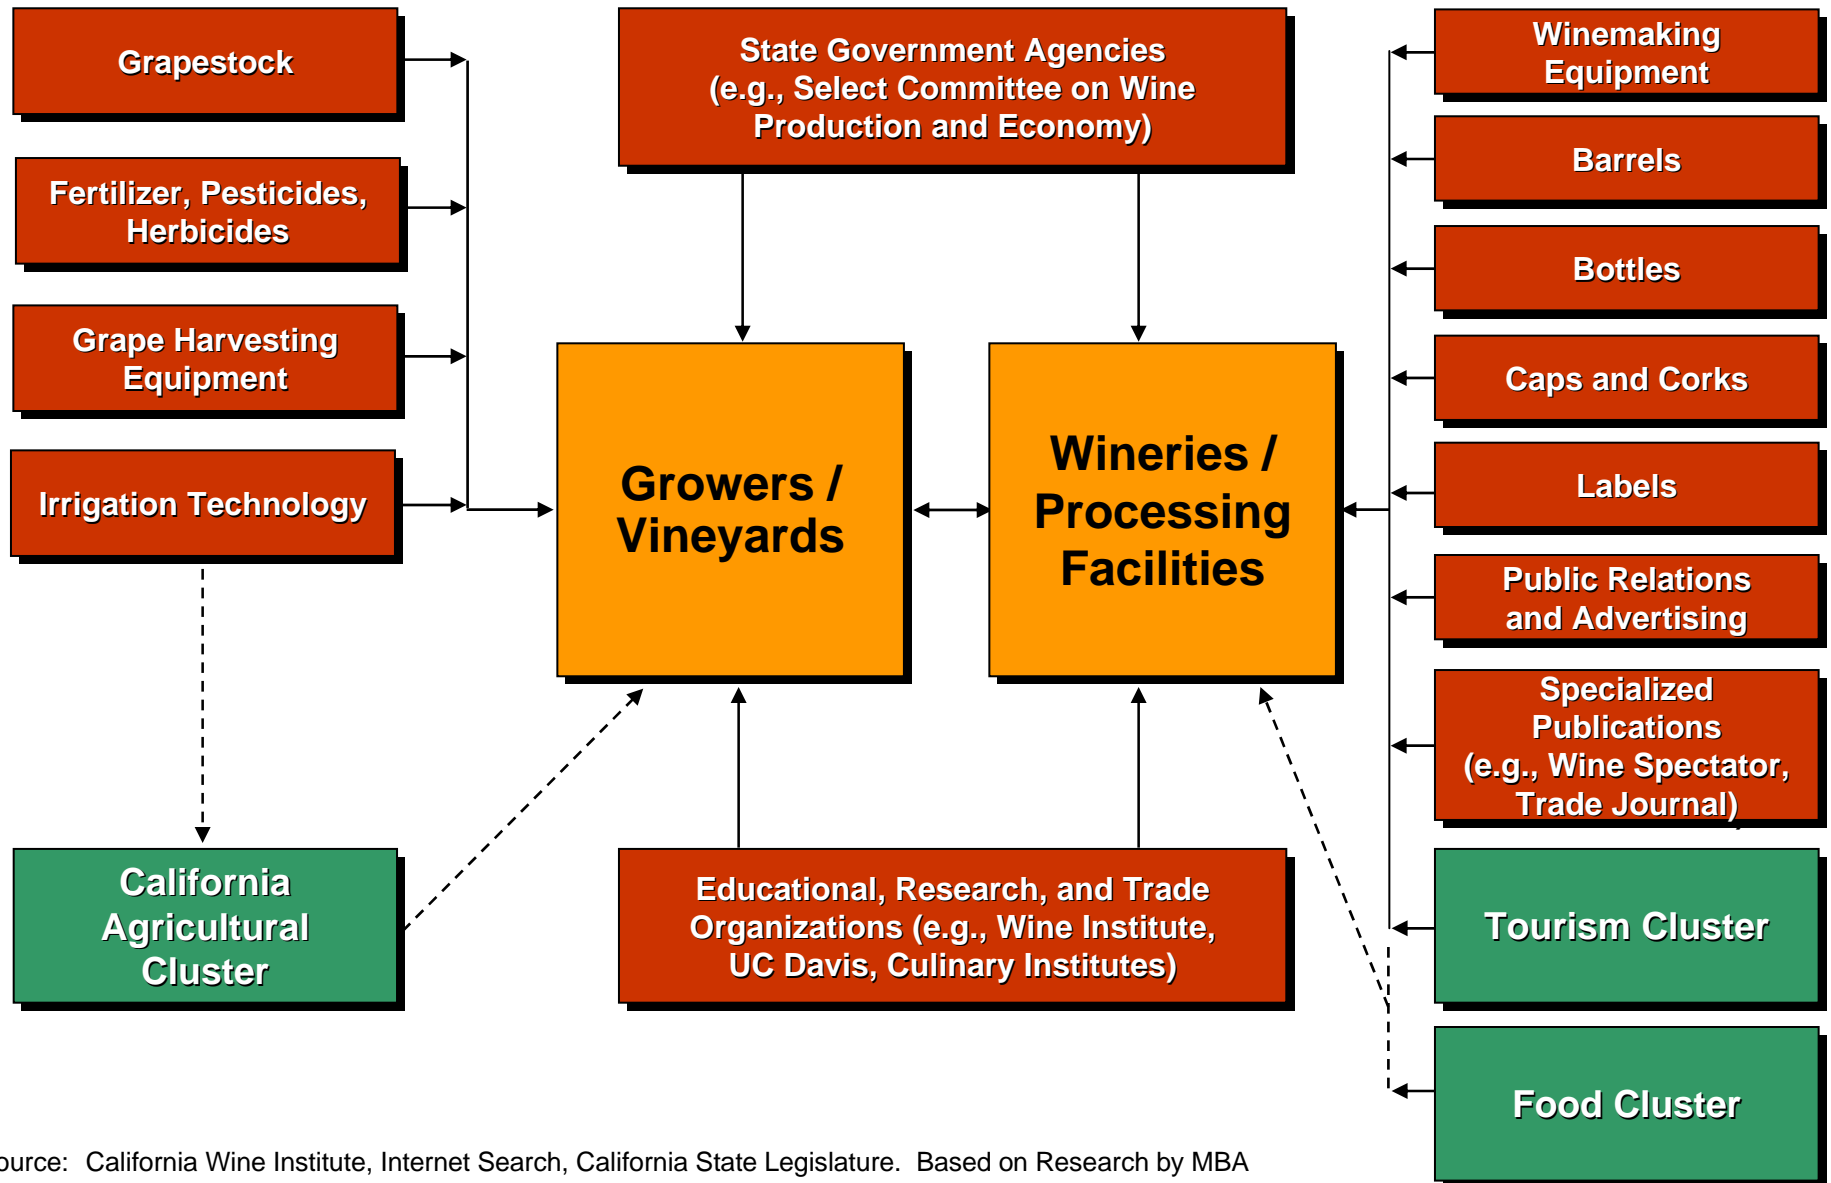 Grapestock
Fertilizer, Pesticides,
Herbicides
Grape Harvesting
Equipment
Irrigation Technology
California
Agricultural
Cluster
State Government Agencies
(e.g., Select Committee on Wine
Production and Economy)
Growers /
Vineyards
Wineries /
Processing
Facilities
Educational, Research, and Trade
Organizations (e.g., Wine Institute,
UC Davis, Culinary Institutes)
Winemaking
Equipment
Barrels
Bottles
Caps and Corks
Labels
Public Relations
and Advertising
Specialized
Publications
(e.g., Wine Spectator,
Trade Journal)
Tourism Cluster
Food Cluster
ource: California Wine Institute, Internet Search, California State Legislature. Based on Research by MBA